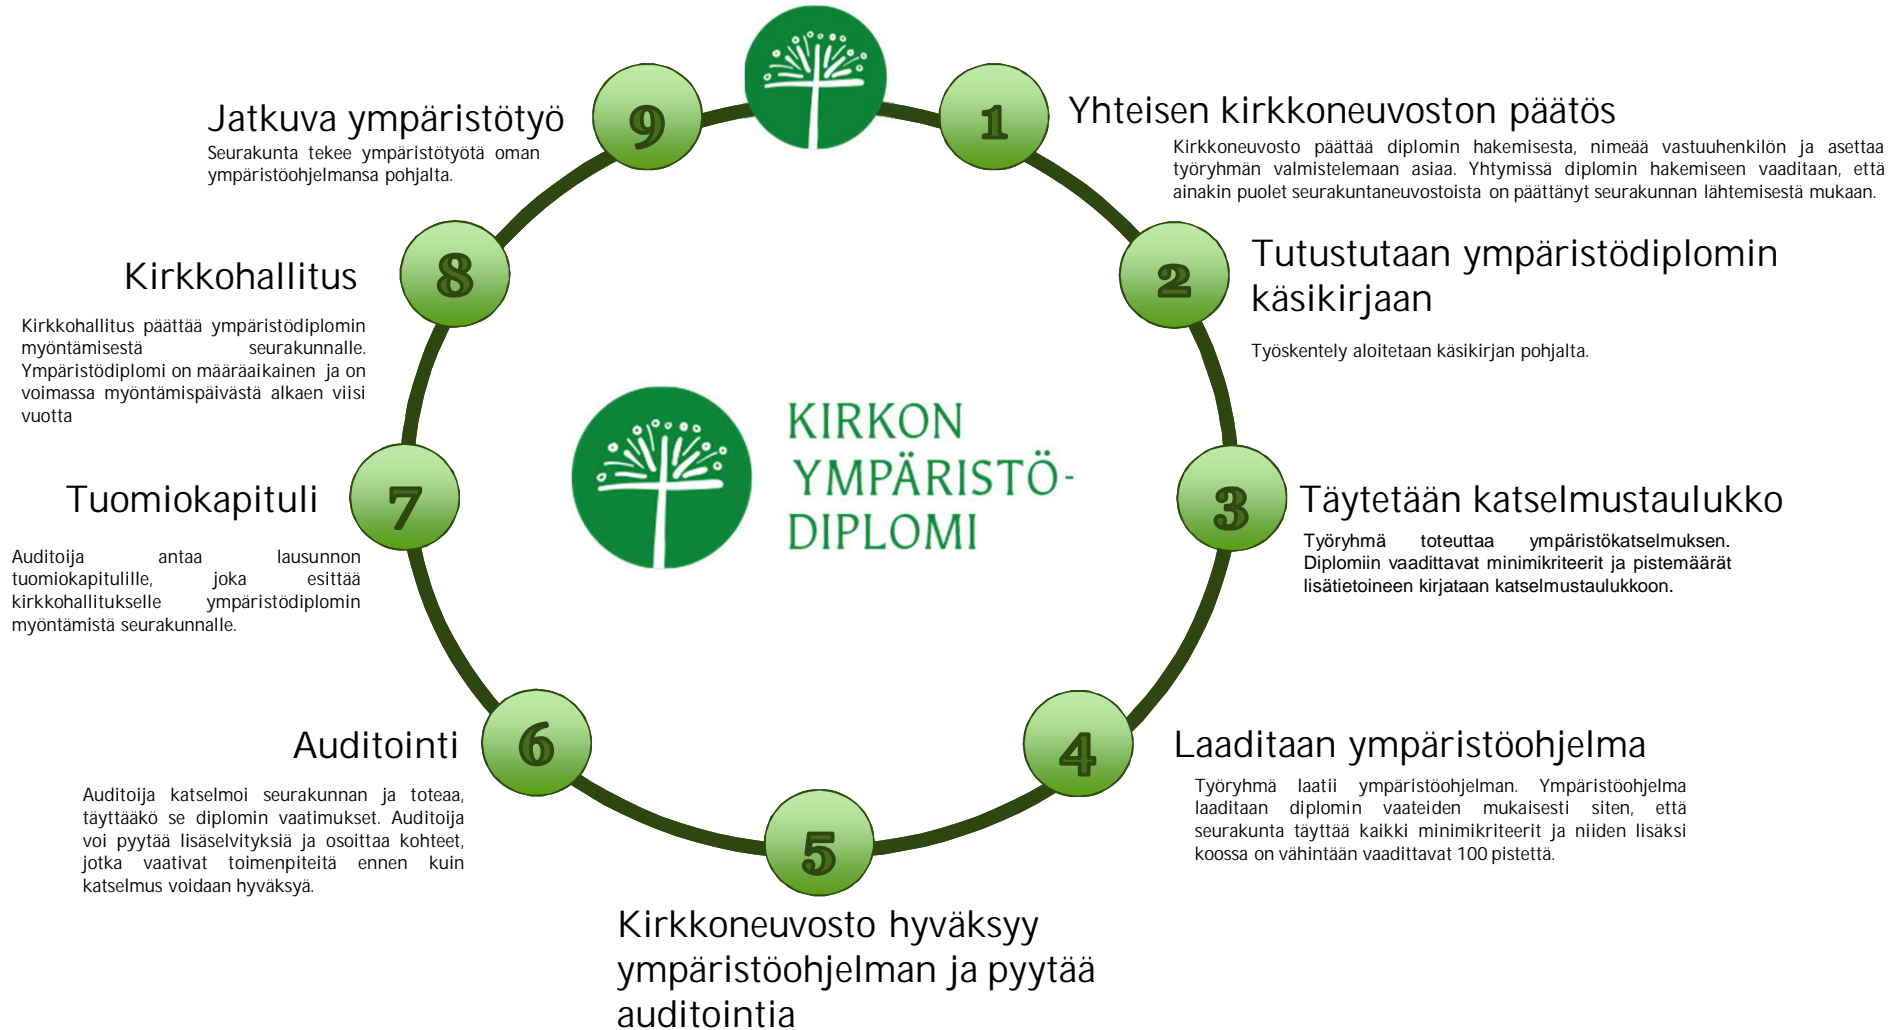 1
Yhteisen kirkkoneuvoston päätös
Kirkkoneuvosto päättää diplomin hakemisesta, nimeää vastuuhenkilön ja asettaa
työryhmän valmistelemaan asiaa. Yhtymissä diplomin hakemiseen vaaditaan, että
ainakin puolet seurakuntaneuvostoista on päättänyt seurakunnan lähtemisestä mukaan.
2
Tutustutaan ympäristödiplomin
käsikirjaan
Työskentely aloitetaan käsikirjan pohjalta.
3
Täytetään katselmustaulukko
Työryhmä toteuttaa ympäristökatselmuksen.
Diplomiin vaadittavat minimikriteerit ja pistemäärät
lisätietoineen kirjataan katselmustaulukkoon.
4
Laaditaan ympäristöohjelma
Työryhmä laatii ympäristöohjelman. Ympäristöohjelma
laaditaan diplomin vaateiden mukaisesti siten, että
seurakunta täyttää kaikki minimikriteerit ja niiden lisäksi
koossa on vähintään vaadittavat 100 pistettä.
5
Kirkkoneuvosto hyväksyy
ympäristöohjelman ja pyytää
auditointia
6
Auditointi
Auditoija katselmoi seurakunnan ja toteaa,
täyttääkö se diplomin vaatimukset. Auditoija
voi pyytää lisäselvityksiä ja osoittaa kohteet,
jotka vaativat toimenpiteitä ennen kuin
katselmus voidaan hyväksyä.
7
Tuomiokapituli
Auditoija antaa lausunnon
tuomiokapitulille, joka esittää
kirkkohallitukselle ympäristödiplomin
myöntämistä seurakunnalle.
8
Kirkkohallitus
Kirkkohallitus päättää ympäristödiplomin
myöntämisestä seurakunnalle.
Ympäristödiplomi on määräaikainen ja on
voimassa myöntämispäivästä alkaen viisi
vuotta
9
Jatkuva ympäristötyö
Seurakunta tekee ympäristötyötä oman
ympäristöohjelmansa pohjalta.
KIRKON
YMPÄRISTÖ-
DIPLOMI